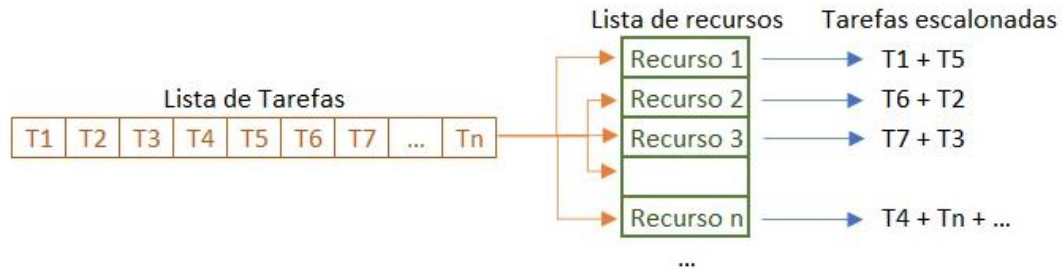 Lista de recursos Tarefas escalonadas
Recurso 1 T1 + T5
Lista de Tarefas Recurso 2 T6 + T2
T1 T2 T3 T4 T5 T6 T7 ... Tn Recurso 3 T7 + T3
Recurso n T4 + Tn + ...
...